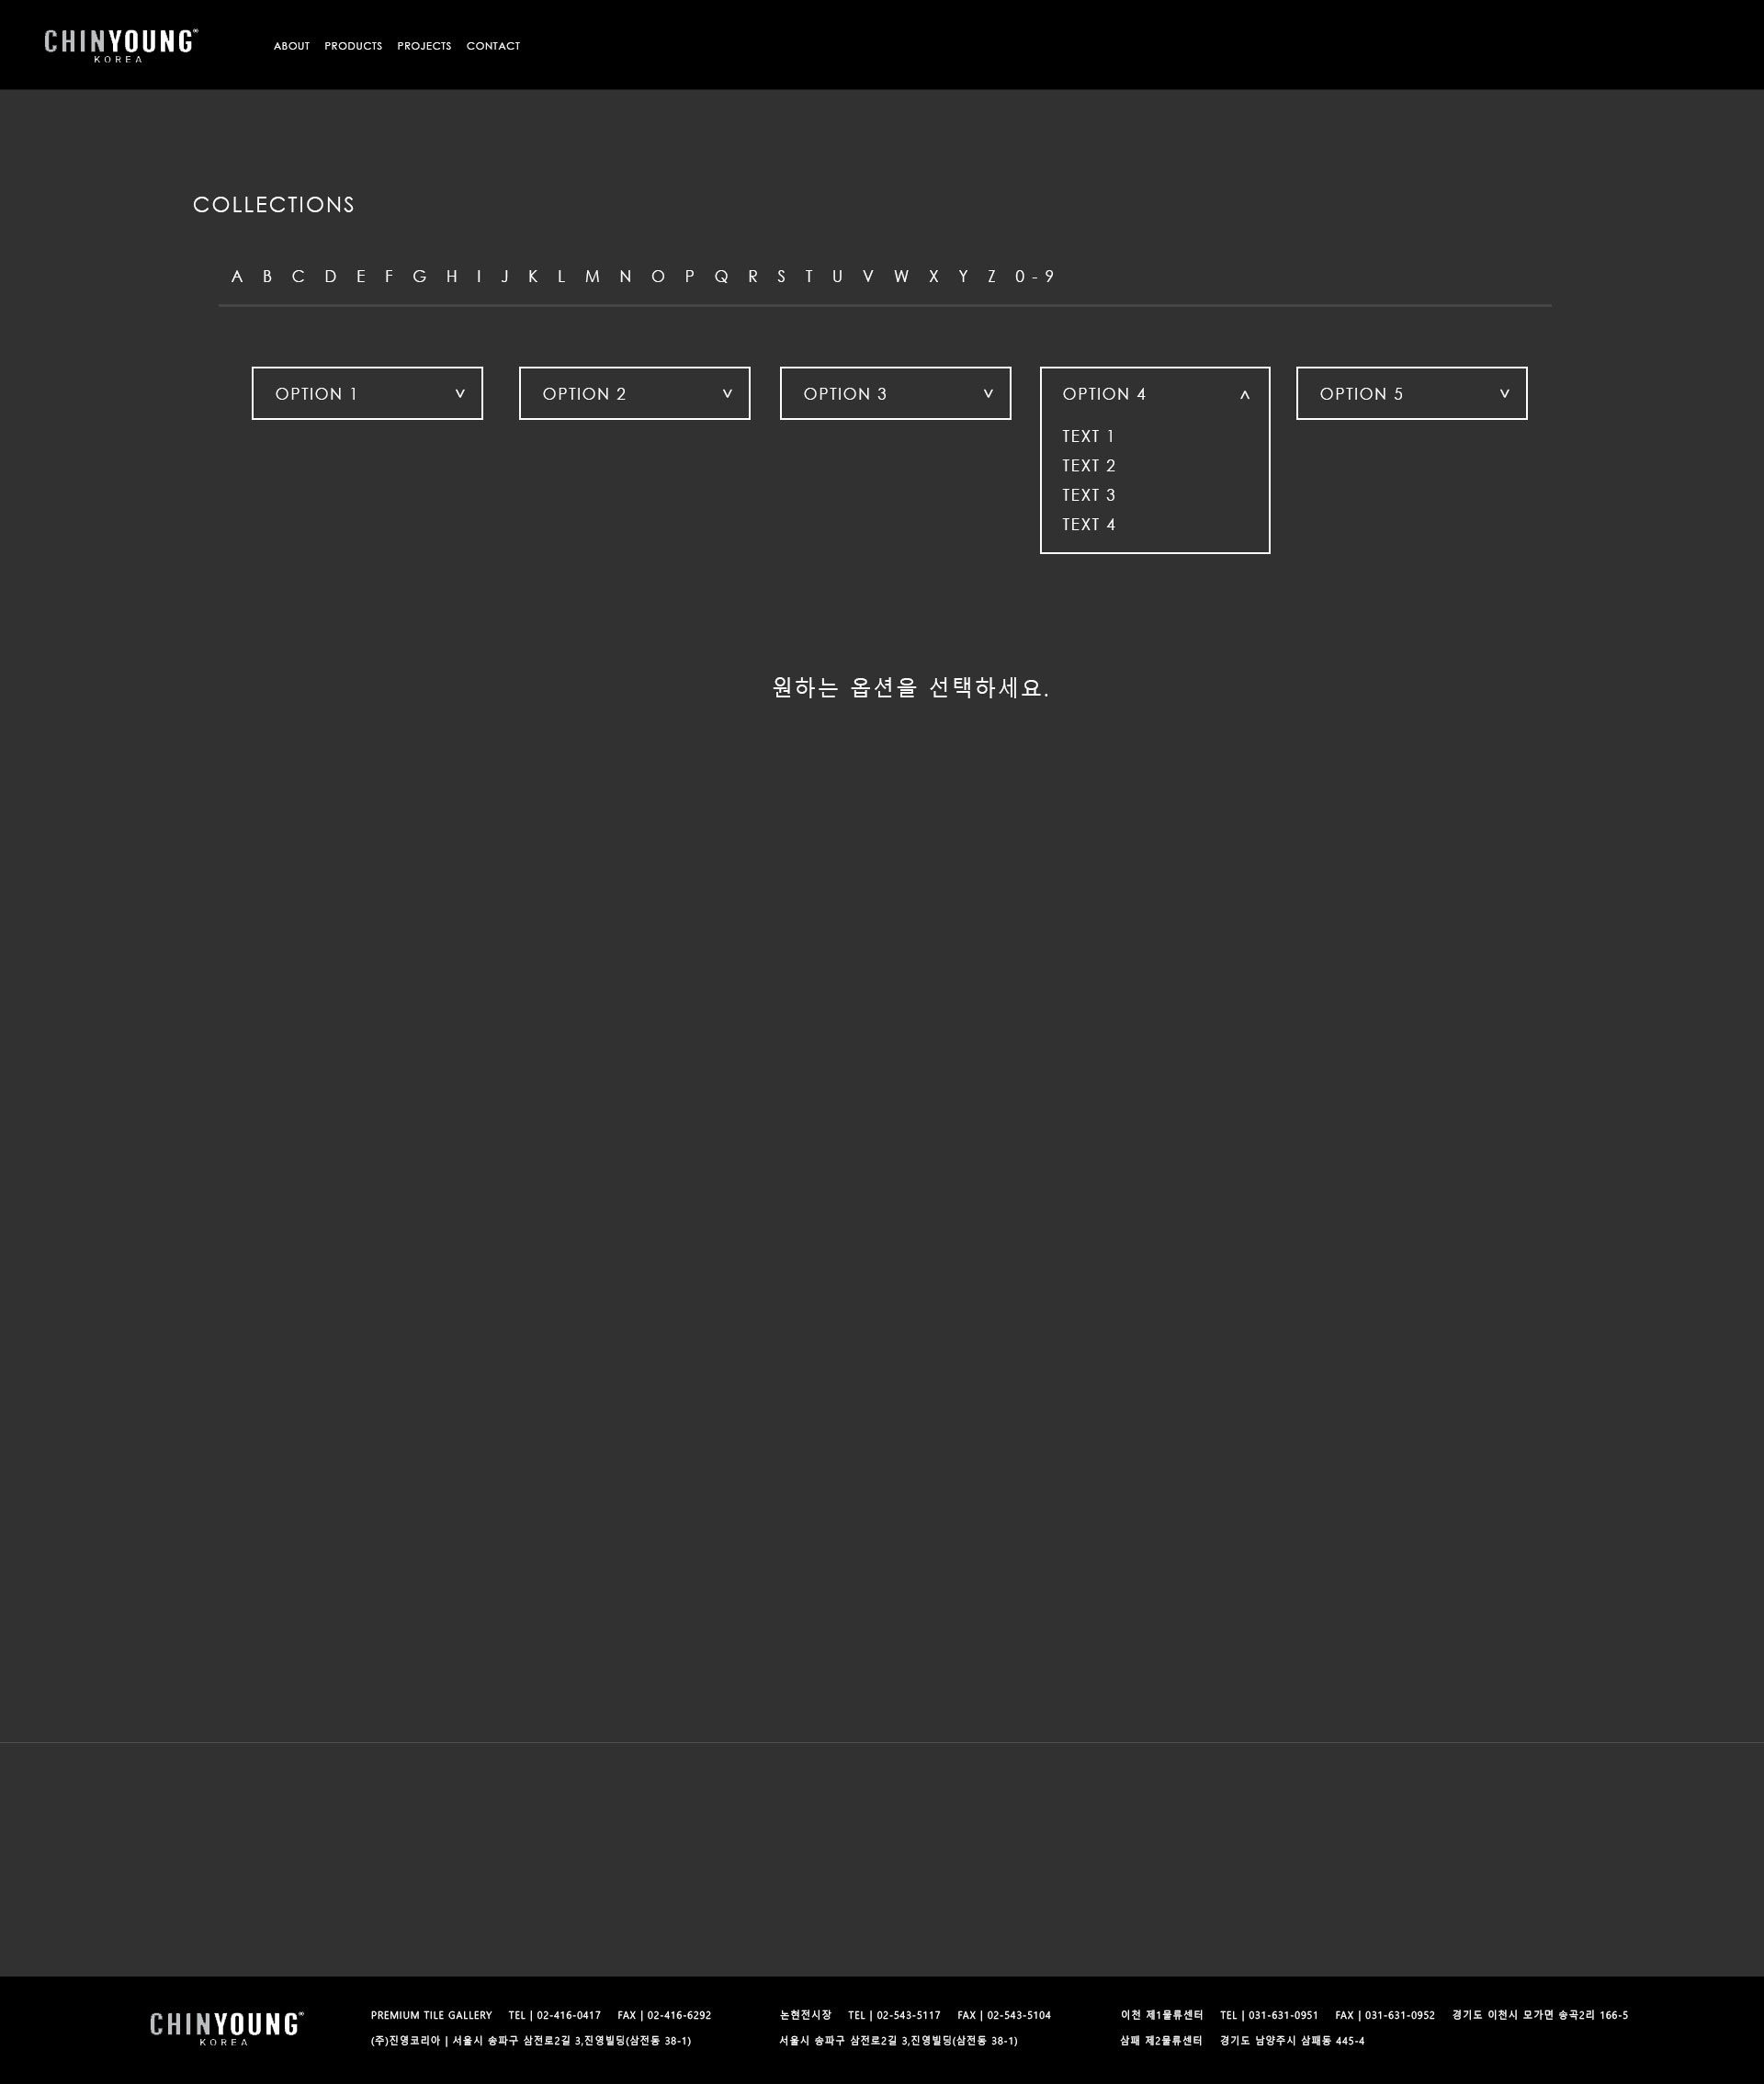 CHINYOUNG®
KOREA
ABOUT PRODUCTS PROJECTS CONTACT
COLLECTIONS
A B C D E F G H I J K L M N O P Q R S T U V W X Y Z 0-9
OPTION 1 OPTION 2 OPTION 3 OPTION 4 OPTION 5
TEXT 1
TEXT 2
TEXT 3
TEXT 4
원하는 옵션을 선택하세요.
CHINYOUNG®
KOREA
PREMIUM TILE GALLERY TEL | 02-416-0417 FAX | 02-416-6292
(주)진영코리아 | 서울시 송파구 삼전로2길 3,진영빌딩(삼전동 38-1)
논현전시장 TEL | 02-543-5117 FAX | 02-543-5104
서울시 송파구 삼전로2길 3,진영빌딩(삼전동 38-1)
이천 제1물류센터 TEL | 031-631-0951 FAX | 031-631-0952 경기도 이천시 모가면 송곡2리 166-5
삼패 제2물류센터 경기도 남양주시 삼패동 445-4